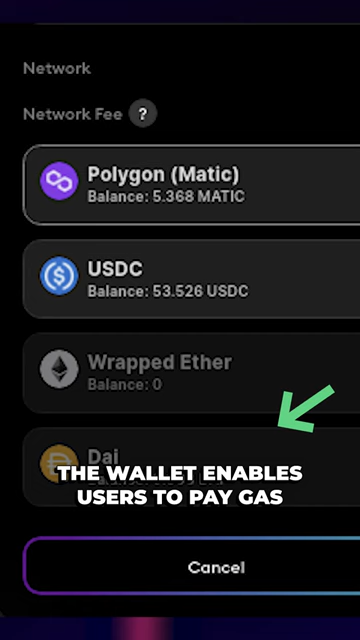 Network
Network Fee ?
Polygon (Matic)
Balance: 5.368 MATIC
USDC
Balance: 53.526 USDC
Wrapped Ether
Balance: 0
Dai
THE WALLET ENABLES
USERS TO PAY GAS
Cancel